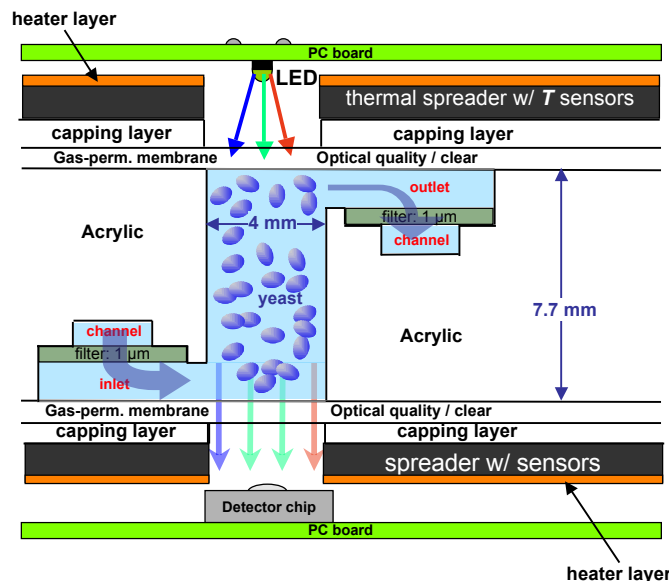 heater layer
PC board
LED
thermal spreader w/ T sensors
capping layer
capping layer
Gas-perm. membrane
Optical quality / clear
outlet
filter: 1 µm
channel
4 mm
Acrylic
yeast
7.7 mm
channel
filter: 1 µm
inlet
Acrylic
Gas-perm. membrane
Optical quality / clear
capping layer
capping layer
spreader w/ sensors
Detector chip
PC board
heater layer